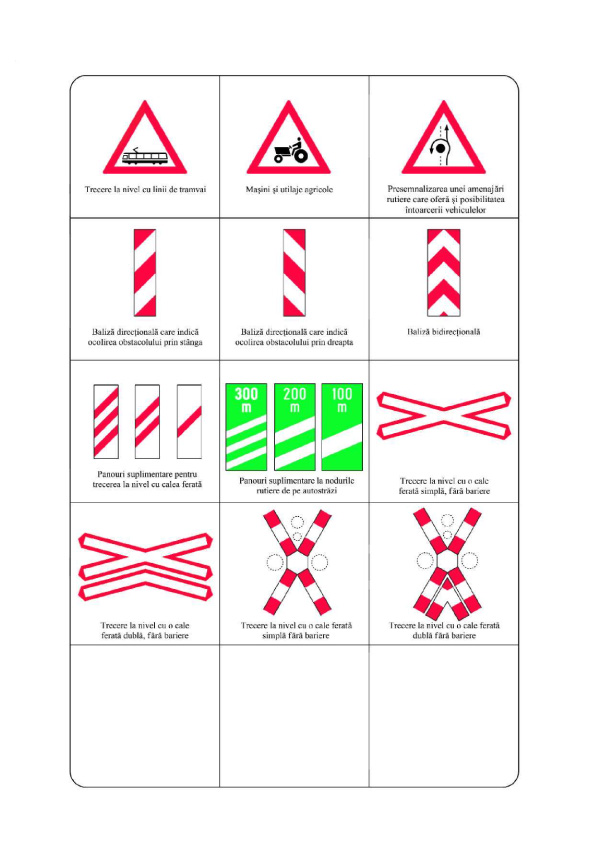 Trecere la nivel cu linii de tramvai
Mașini și utilaje agricole
Presemnalizarea unei amenajări
rutiere care oferă și posibilitatea
întoarcerii vehiculelor
Baliză direcțională care indică
ocolirea obstacolului prin stânga
Baliză direcțională care indică
ocolirea obstacolului prin dreapta
Baliză bidirecțională
Panouri suplimentare pentru
trecerea la nivel cu calea ferată
300
m
200
m
100
m
Panouri suplimentare la nodurile
rutiere de pe autostrăzi
Trecere la nivel cu o cale
ferată simplă, fără bariere
Trecere la nivel cu o cale
ferată dublă, fără bariere
Trecere la nivel cu o cale ferată
simplă fără bariere
Trecere la nivel cu o cale ferată
dublă fără bariere